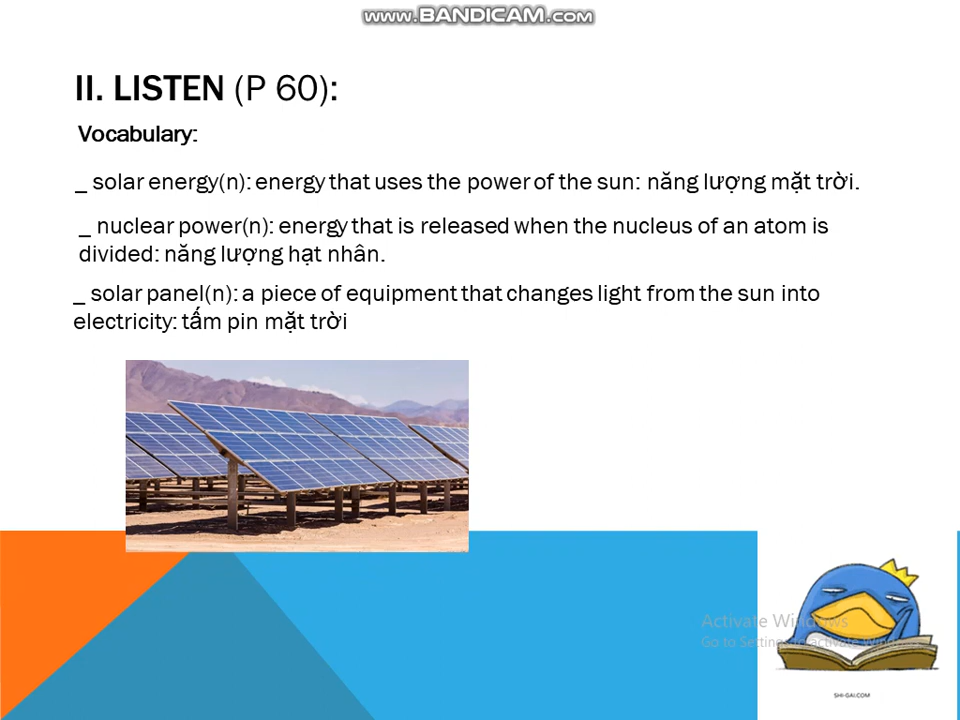 www.BANDICAM.com
II. LISTEN (P 60):
Vocabulary:
_ solar energy(n): energy that uses the power of the sun: năng lượng mặt trời.
_ nuclear power(n): energy that is released when the nucleus of an atom is
divided: năng lượng hạt nhân.
_ solar panel(n): a piece of equipment that changes light from the sun into
electricity: tấm pin mặt trời
Activate Windows
Go to Settings to activate Windows.
SHI-GAI.COM